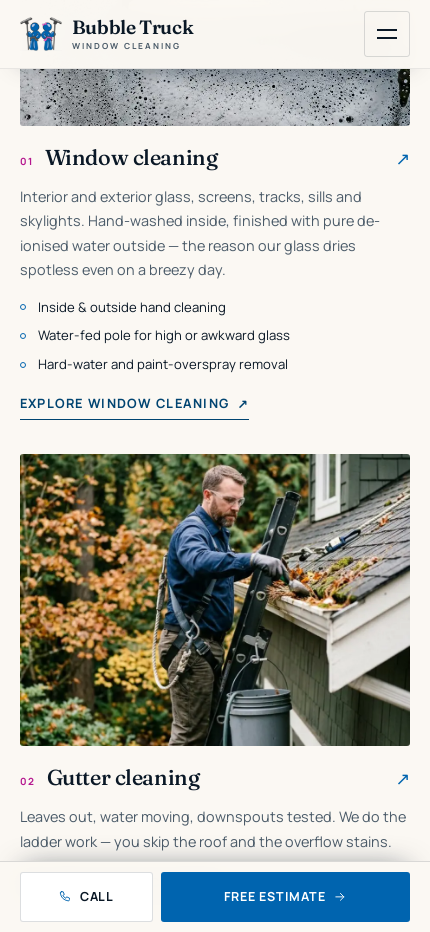 Bubble Truck
WINDOW CLEANING
01 Window cleaning ↗
Interior and exterior glass, screens, tracks, sills and
skylights. Hand-washed inside, finished with pure de-
ionised water outside — the reason our glass dries
spotless even on a breezy day.
Inside & outside hand cleaning
Water-fed pole for high or awkward glass
Hard-water and paint-overspray removal
EXPLORE WINDOW CLEANING ↗
02 Gutter cleaning ↗
Leaves out, water moving, downspouts tested. We do the
ladder work — you skip the roof and the overflow stains.
CALL
FREE ESTIMATE →